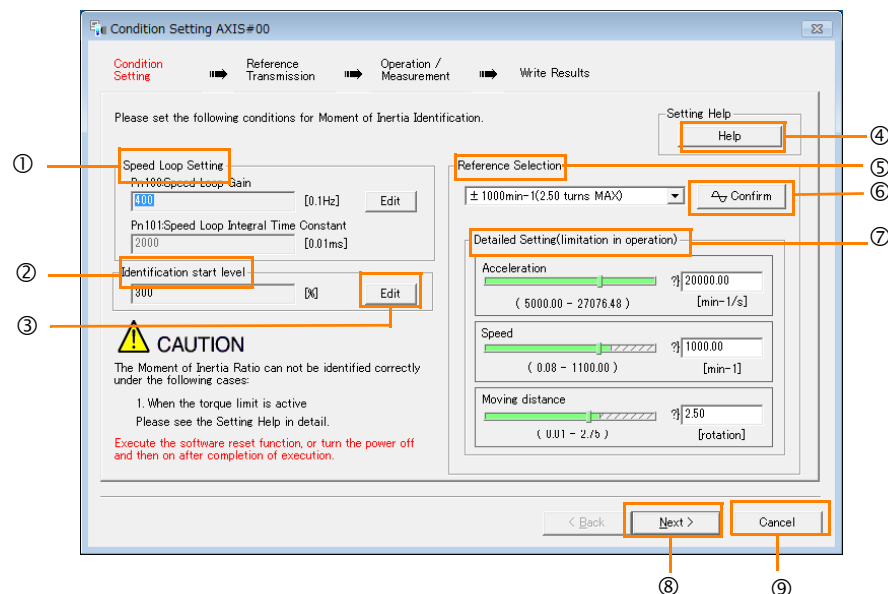 Condition Setting AXIS#00
Condition Setting
Reference Transmission
Operation / Measurement
Write Results
Please set the following conditions for Moment of Inertia Identification.
Setting Help
Help
④
①
Speed Loop Setting
Pn100:Speed Loop Gain
400 [0.1Hz] Edit
Pn101:Speed Loop Integral Time Constant
2000 [0.01ms]
②
Identification start level
300 [%] Edit
③
CAUTION
The Moment of Inertia Ratio can not be identified correctly
under the following cases:
1. When the torque limit is active
Please see the Setting Help in detail.
Execute the software reset function, or turn the power off
and then on after completion of execution.
Reference Selection
⑤
± 1000min-1(2.50 turns MAX) Confirm
⑥
Detailed Setting(limitation in operation)
⑦
Acceleration
?} 20000.00
( 5000.00 - 27076.48 ) [min-1/s]
Speed
?} 1000.00
( 0.08 - 1100.00 ) [min-1]
Moving distance
?} 2.50
( 0.01 - 2.75 ) [rotation]
< Back Next > Cancel
⑧ ⑨